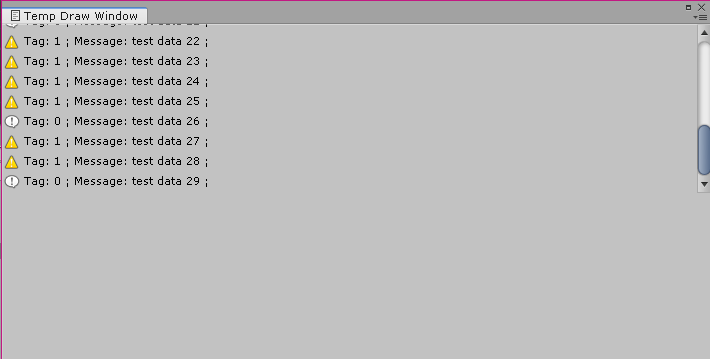 Temp Draw Window
Tag: 1 ; Message: test data 22 ;
Tag: 1 ; Message: test data 23 ;
Tag: 1 ; Message: test data 24 ;
Tag: 1 ; Message: test data 25 ;
Tag: 0 ; Message: test data 26 ;
Tag: 1 ; Message: test data 27 ;
Tag: 1 ; Message: test data 28 ;
Tag: 0 ; Message: test data 29 ;